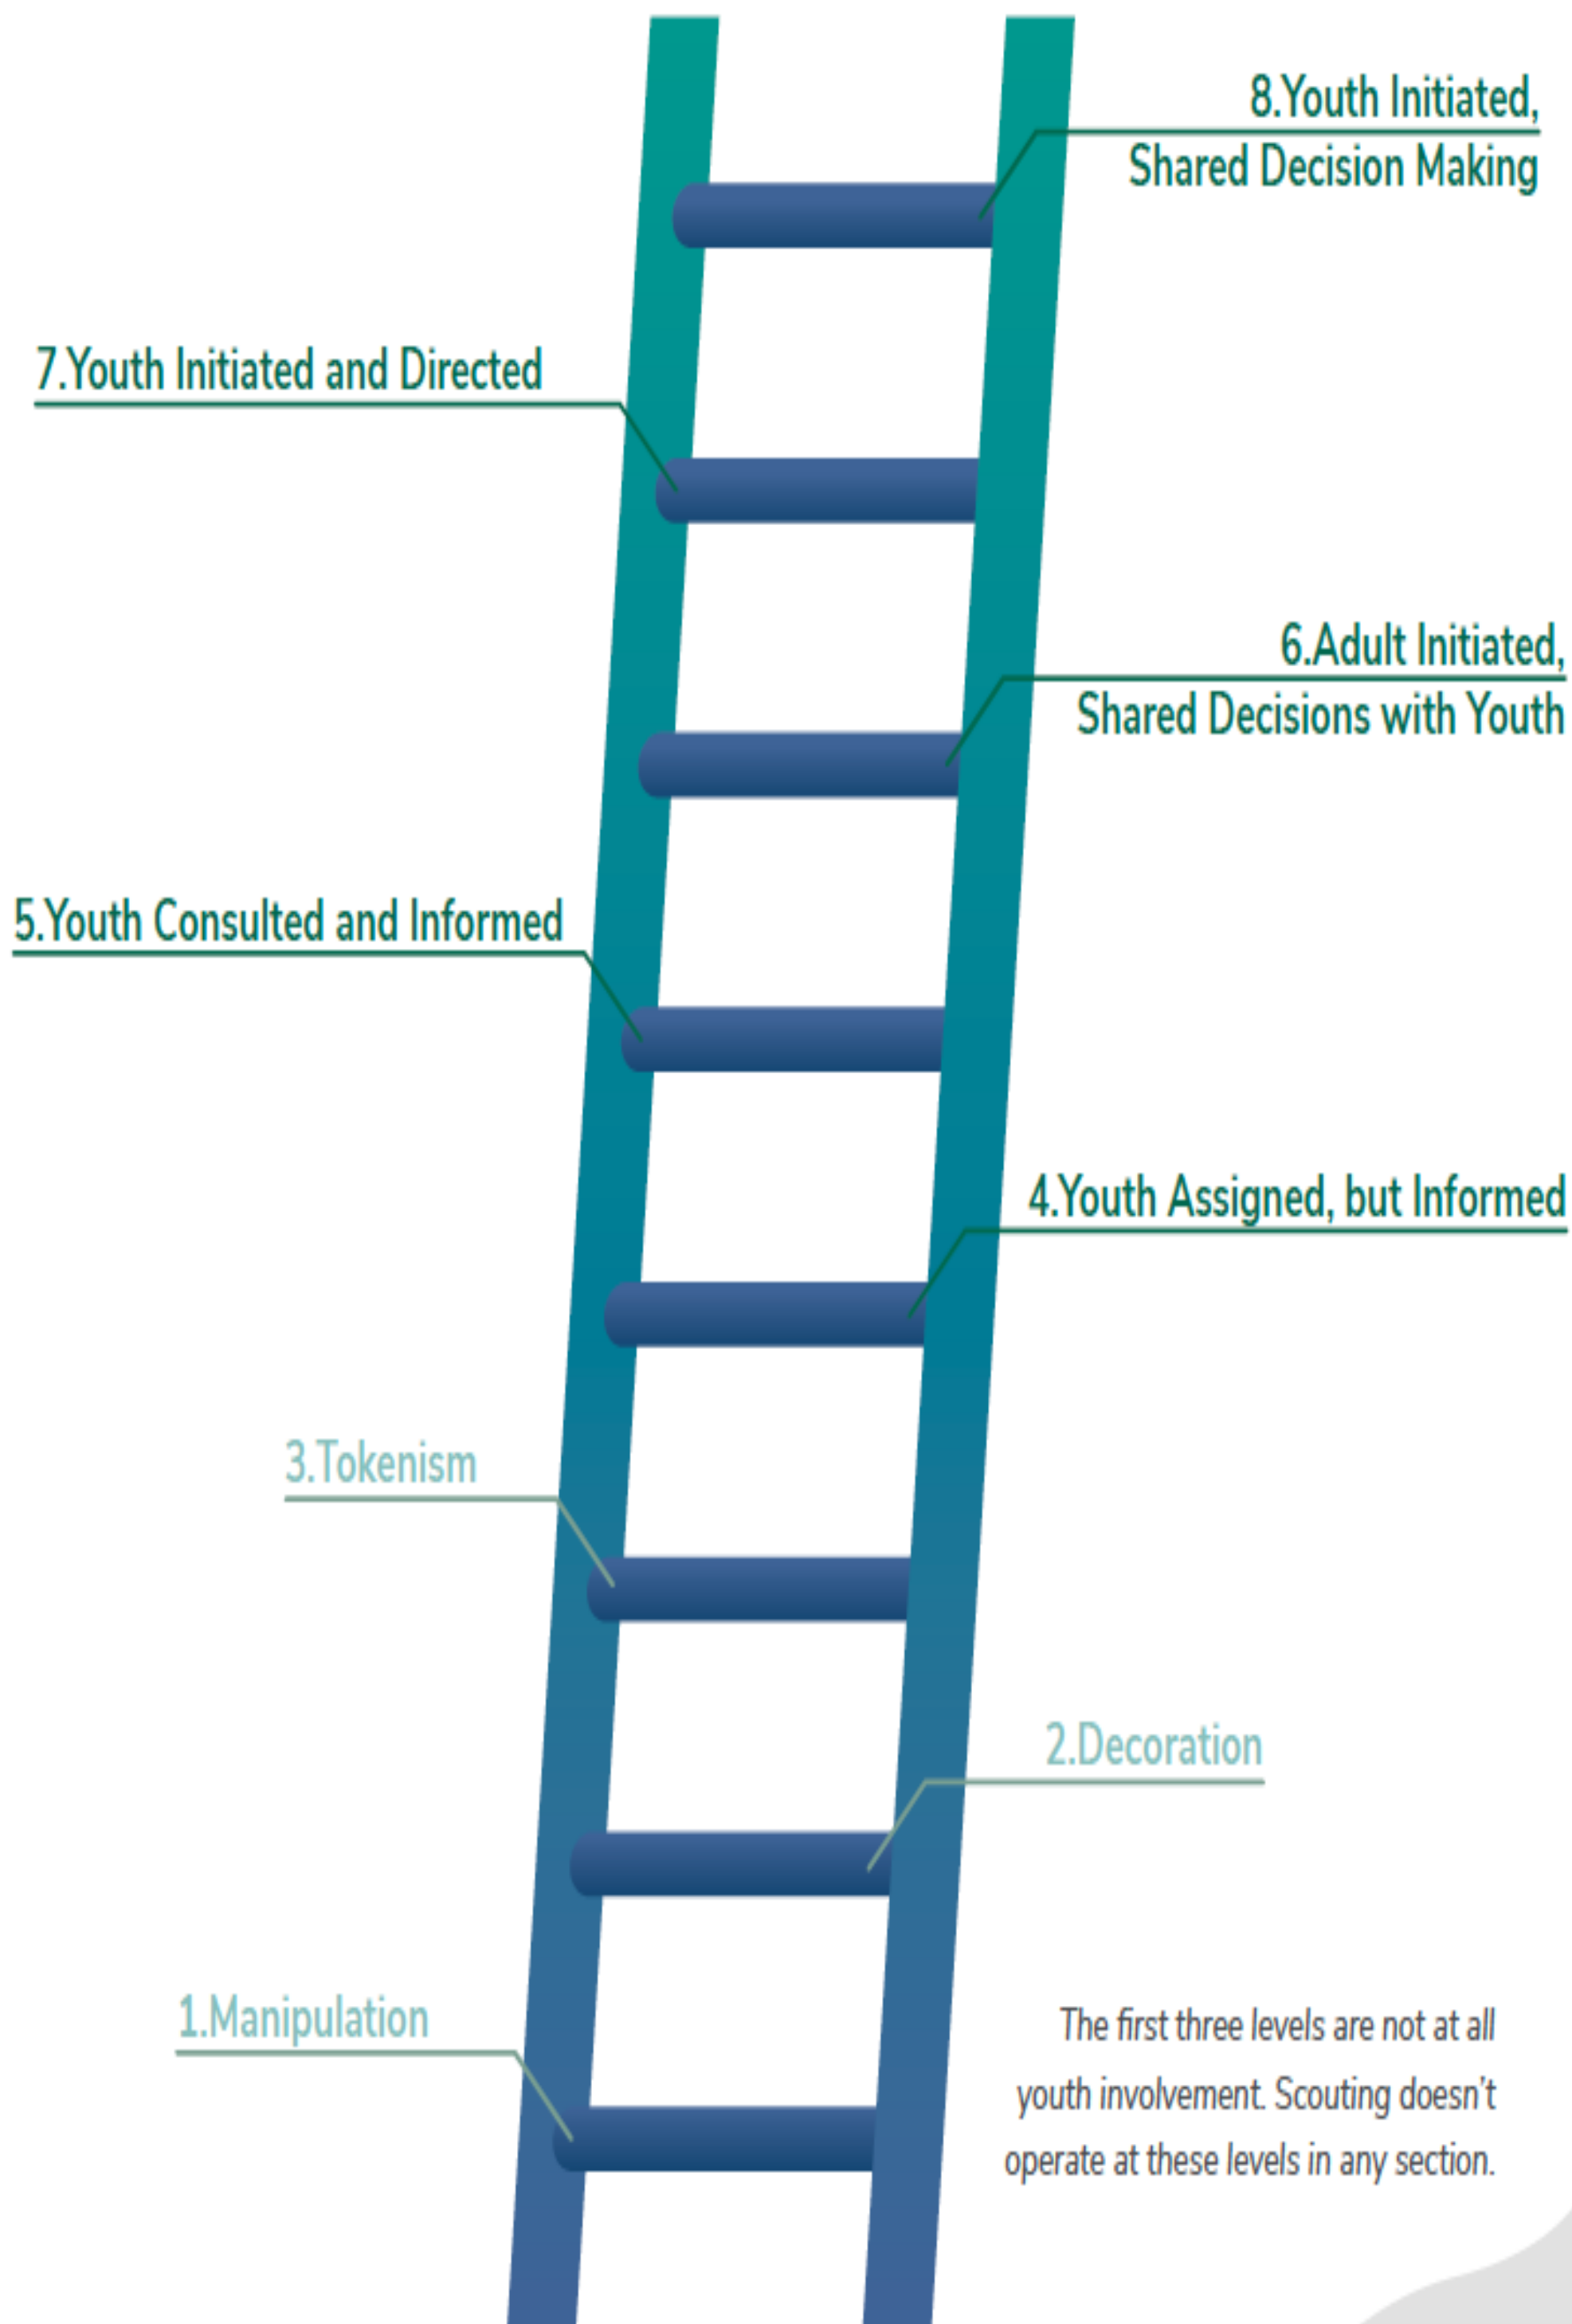 8.Youth Initiated,
Shared Decision Making
7.Youth Initiated and Directed
6.Adult Initiated,
Shared Decisions with Youth
5.Youth Consulted and Informed
4.Youth Assigned, but Informed
3.Tokenism
2.Decoration
1.Manipulation
The first three levels are not at all
youth involvement. Scouting doesn’t
operate at these levels in any section.